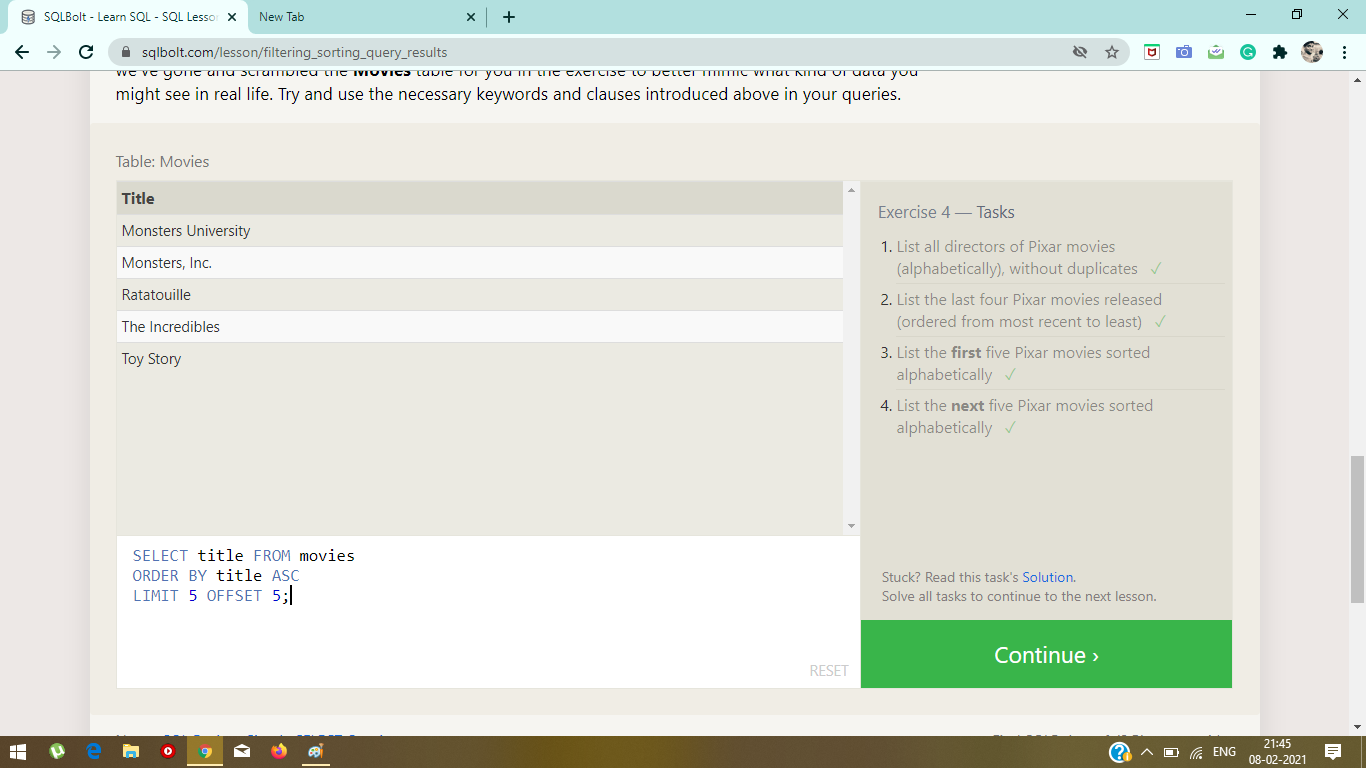 SQLBolt - Learn SQL - SQL Lesson
New Tab
sqlbolt.com/lesson/filtering_sorting_query_results
we've gone and scrambled the Movies table for you in the exercise to better mimic what kind of data you
might see in real life. Try and use the necessary keywords and clauses introduced above in your queries.
Table: Movies
Title
Monsters University
Monsters, Inc.
Ratatouille
The Incredibles
Toy Story
Exercise 4 — Tasks
1. List all directors of Pixar movies
(alphabetically), without duplicates ✓
2. List the last four Pixar movies released
(ordered from most recent to least) ✓
3. List the first five Pixar movies sorted
alphabetically ✓
4. List the next five Pixar movies sorted
alphabetically ✓
SELECT title FROM movies
ORDER BY title ASC
LIMIT 5 OFFSET 5;
RESET
Stuck? Read this task's Solution.
Solve all tasks to continue to the next lesson.
Continue ›
ENG
21:45
08-02-2021